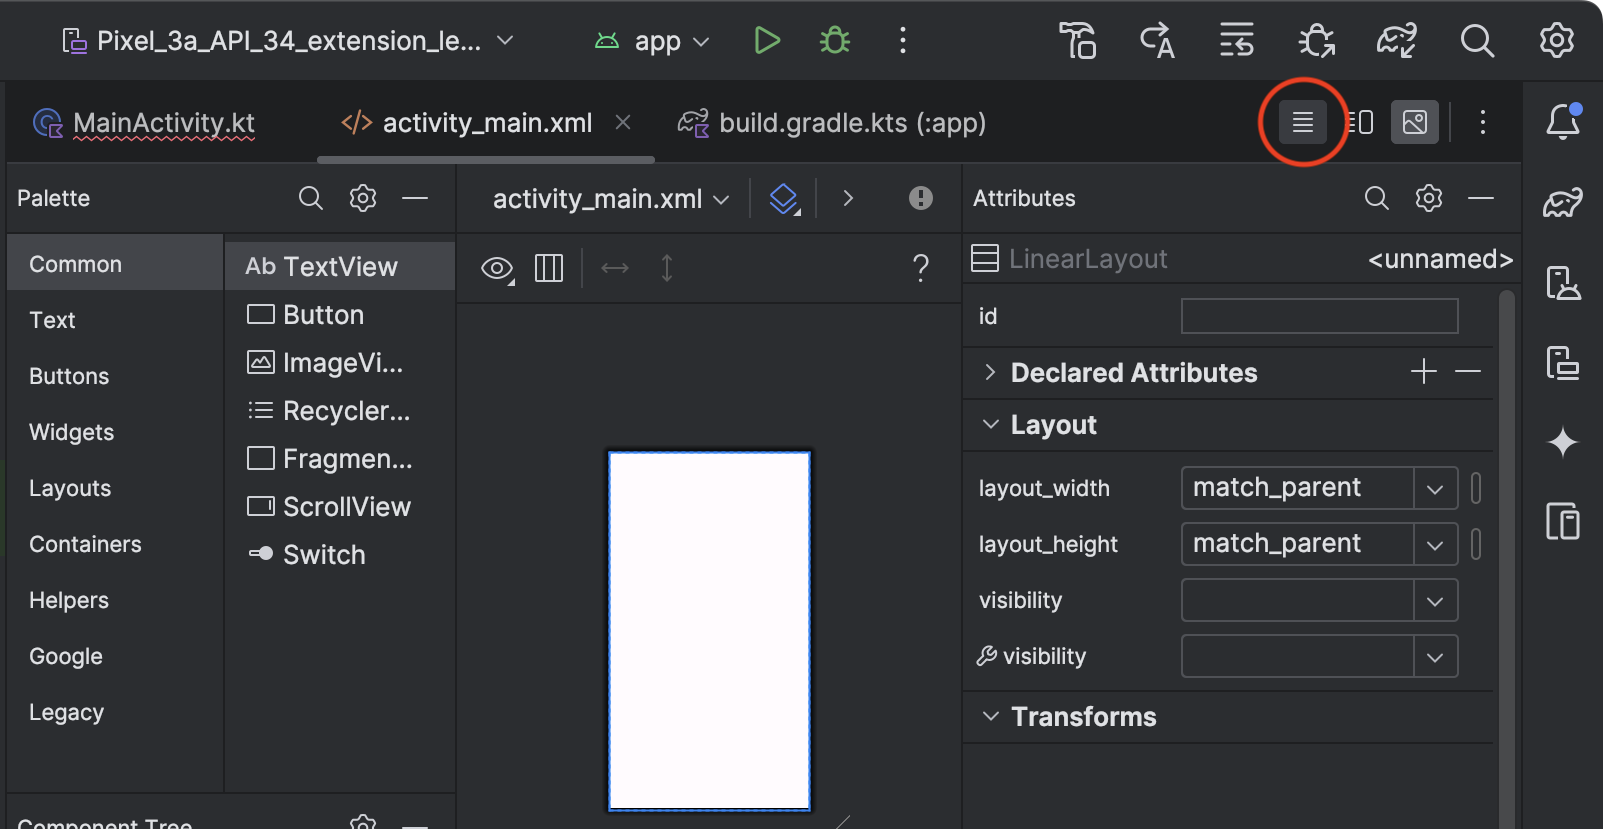 Pixel_3a_API_34_extension_le... app
MainActivity.kt activity_main.xml build.gradle.kts (:app)
Palette
Common
Text
Buttons
Widgets
Layouts
Containers
Helpers
Google
Legacy
Ab TextView
Button
ImageVi...
Recycler...
Fragmen...
ScrollView
Switch
Component Tree
activity_main.xml
?
Attributes
LinearLayout <unnamed>
id
Declared Attributes
Layout
layout_width match_parent
layout_height match_parent
visibility
visibility
Transforms